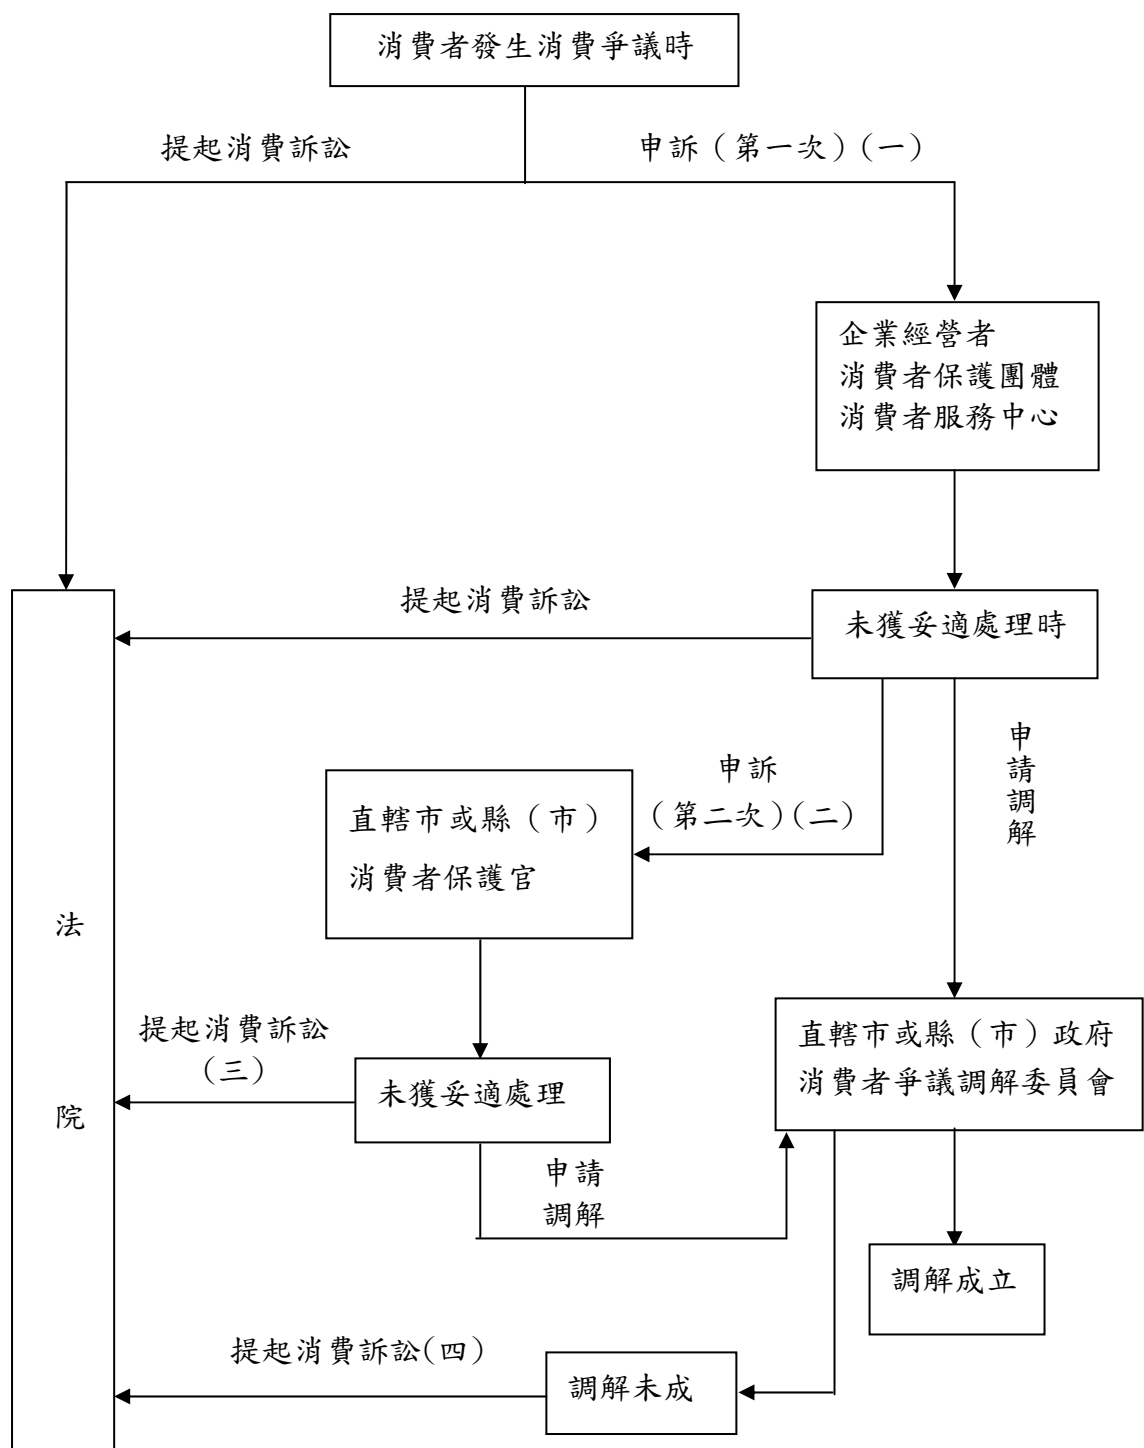 消費者發生消費爭議時
提起消費訴訟
申訴（第一次）(一)
企業經營者
消費者保護團體
消費者服務中心
提起消費訴訟
未獲妥適處理時
申請調解
申訴
（第二次）(二)
直轄市或縣（市）
消費者保護官
法院
提起消費訴訟
(三)
未獲妥適處理
直轄市或縣（市）政府
消費者爭議調解委員會
申請
調解
調解成立
提起消費訴訟(四)
調解未成